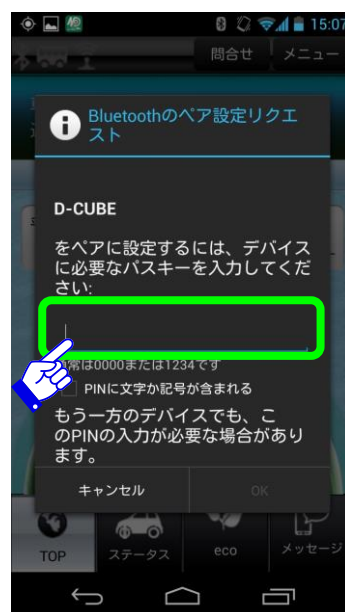 15:07
問合せ
メニュー
Bluetoothのペア設定リクエ
スト
D-CUBE
をペアに設定するには、デバイス
に必要なパスキーを入力してくだ
さい:
常は0000または1234です
PINに文字か記号が含まれる
もう一方のデバイスでも、こ
のPINの入力が必要な場合があり
ます。
キャンセル
OK
TOP
ステータス
eco
メッセージ